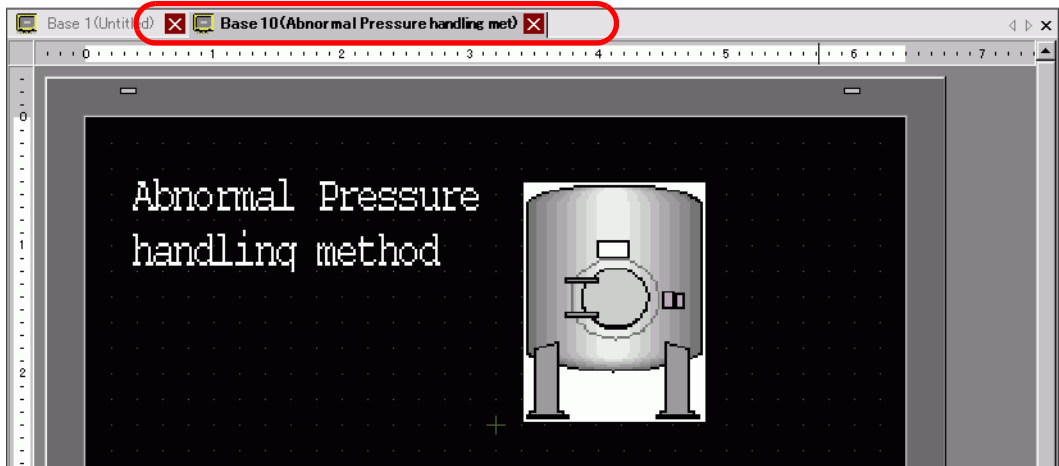 Base 1(Untitled) Base 10(Abnormal Pressure handling met)
0 1 2 3 4 5 6 7
0
Abnormal Pressure
handling method
1
2